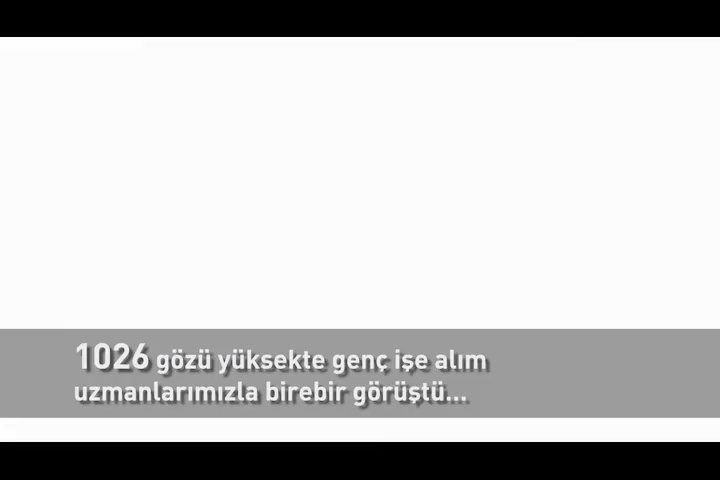 1026 gözü yüksekte genç işe alım
uzmanlarımızla birebir görüştü...